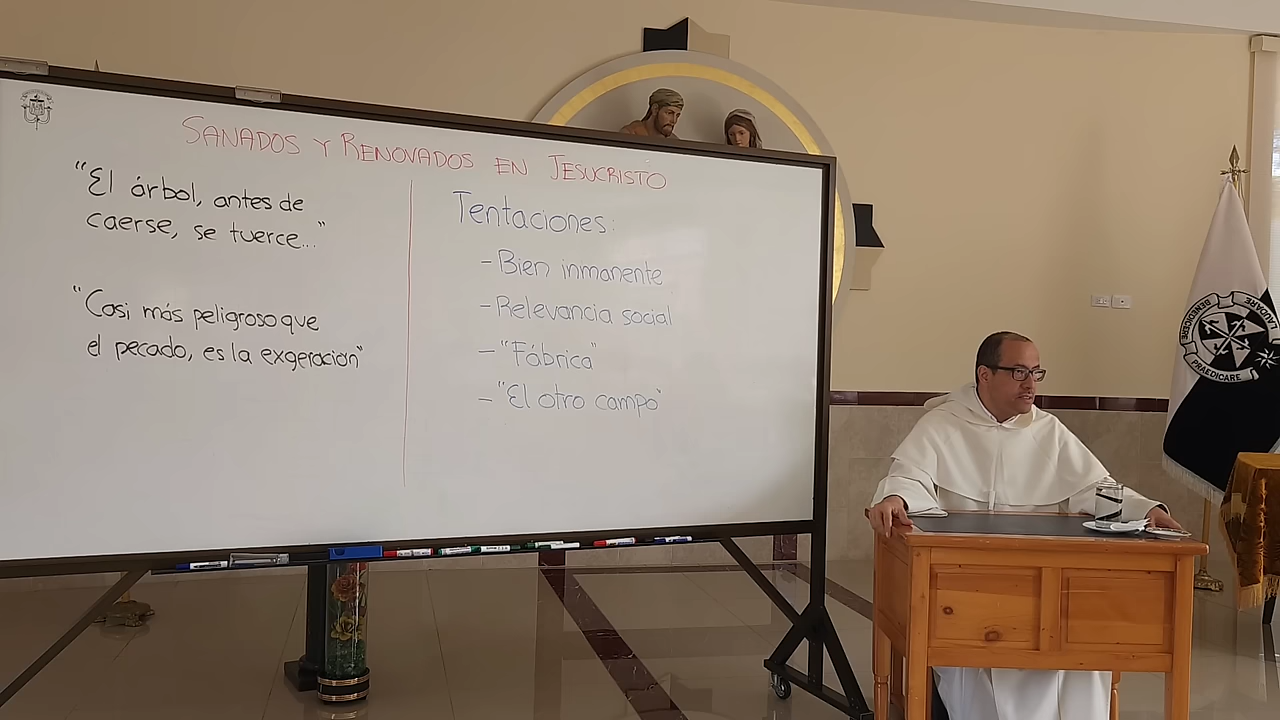 SANADOS Y RENOVADOS EN JESUCRISTO
"El árbol, antes de
caerse, se tuerce..."
"Casi más peligroso que
el pecado, es la exgeración"
Tentaciones:
- Bien inmanente
- Relevancia social
- "Fábrica"
- "El otro campo"
LAUDARE
BENEDICERE
PRAEDICARE